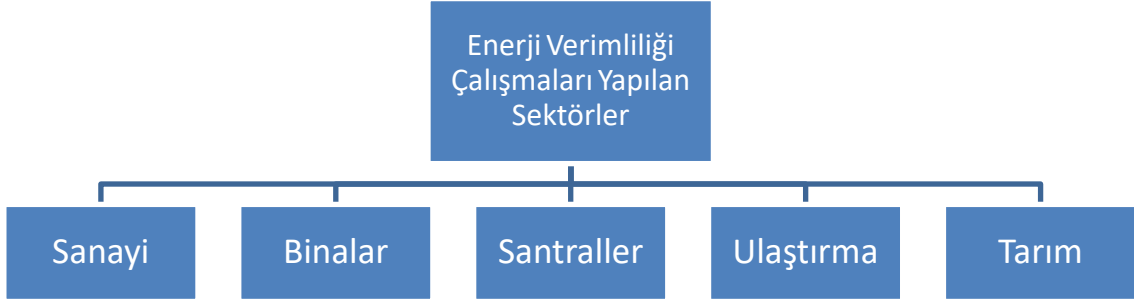 Enerji Verimliliği
Çalışmaları Yapılan
Sektörler
Sanayi
Binalar
Santraller
Ulaştırma
Tarım